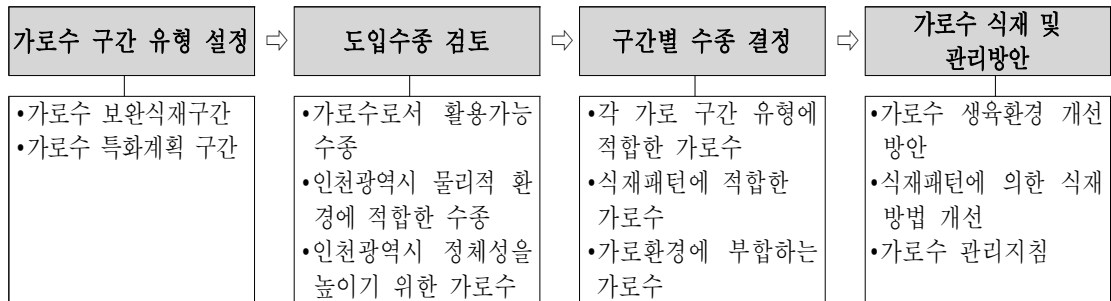 가로수 구간 유형 설정
⇨
도입수종 검토
⇨
구간별 수종 결정
⇨
가로수 식재 및
관리방안
•가로수 보완식재구간
•가로수 특화계획 구간
•가로수로서 활용가능
수종
•인천광역시 물리적 환
경에 적합한 수종
•인천광역시 정체성을
높이기 위한 가로수
•각 가로 구간 유형에
적합한 가로수
•식재패턴에 적합한
가로수
•가로환경에 부합하는
가로수
•가로수 생육환경 개선
방안
•식재패턴에 의한 식재
방법 개선
•가로수 관리지침